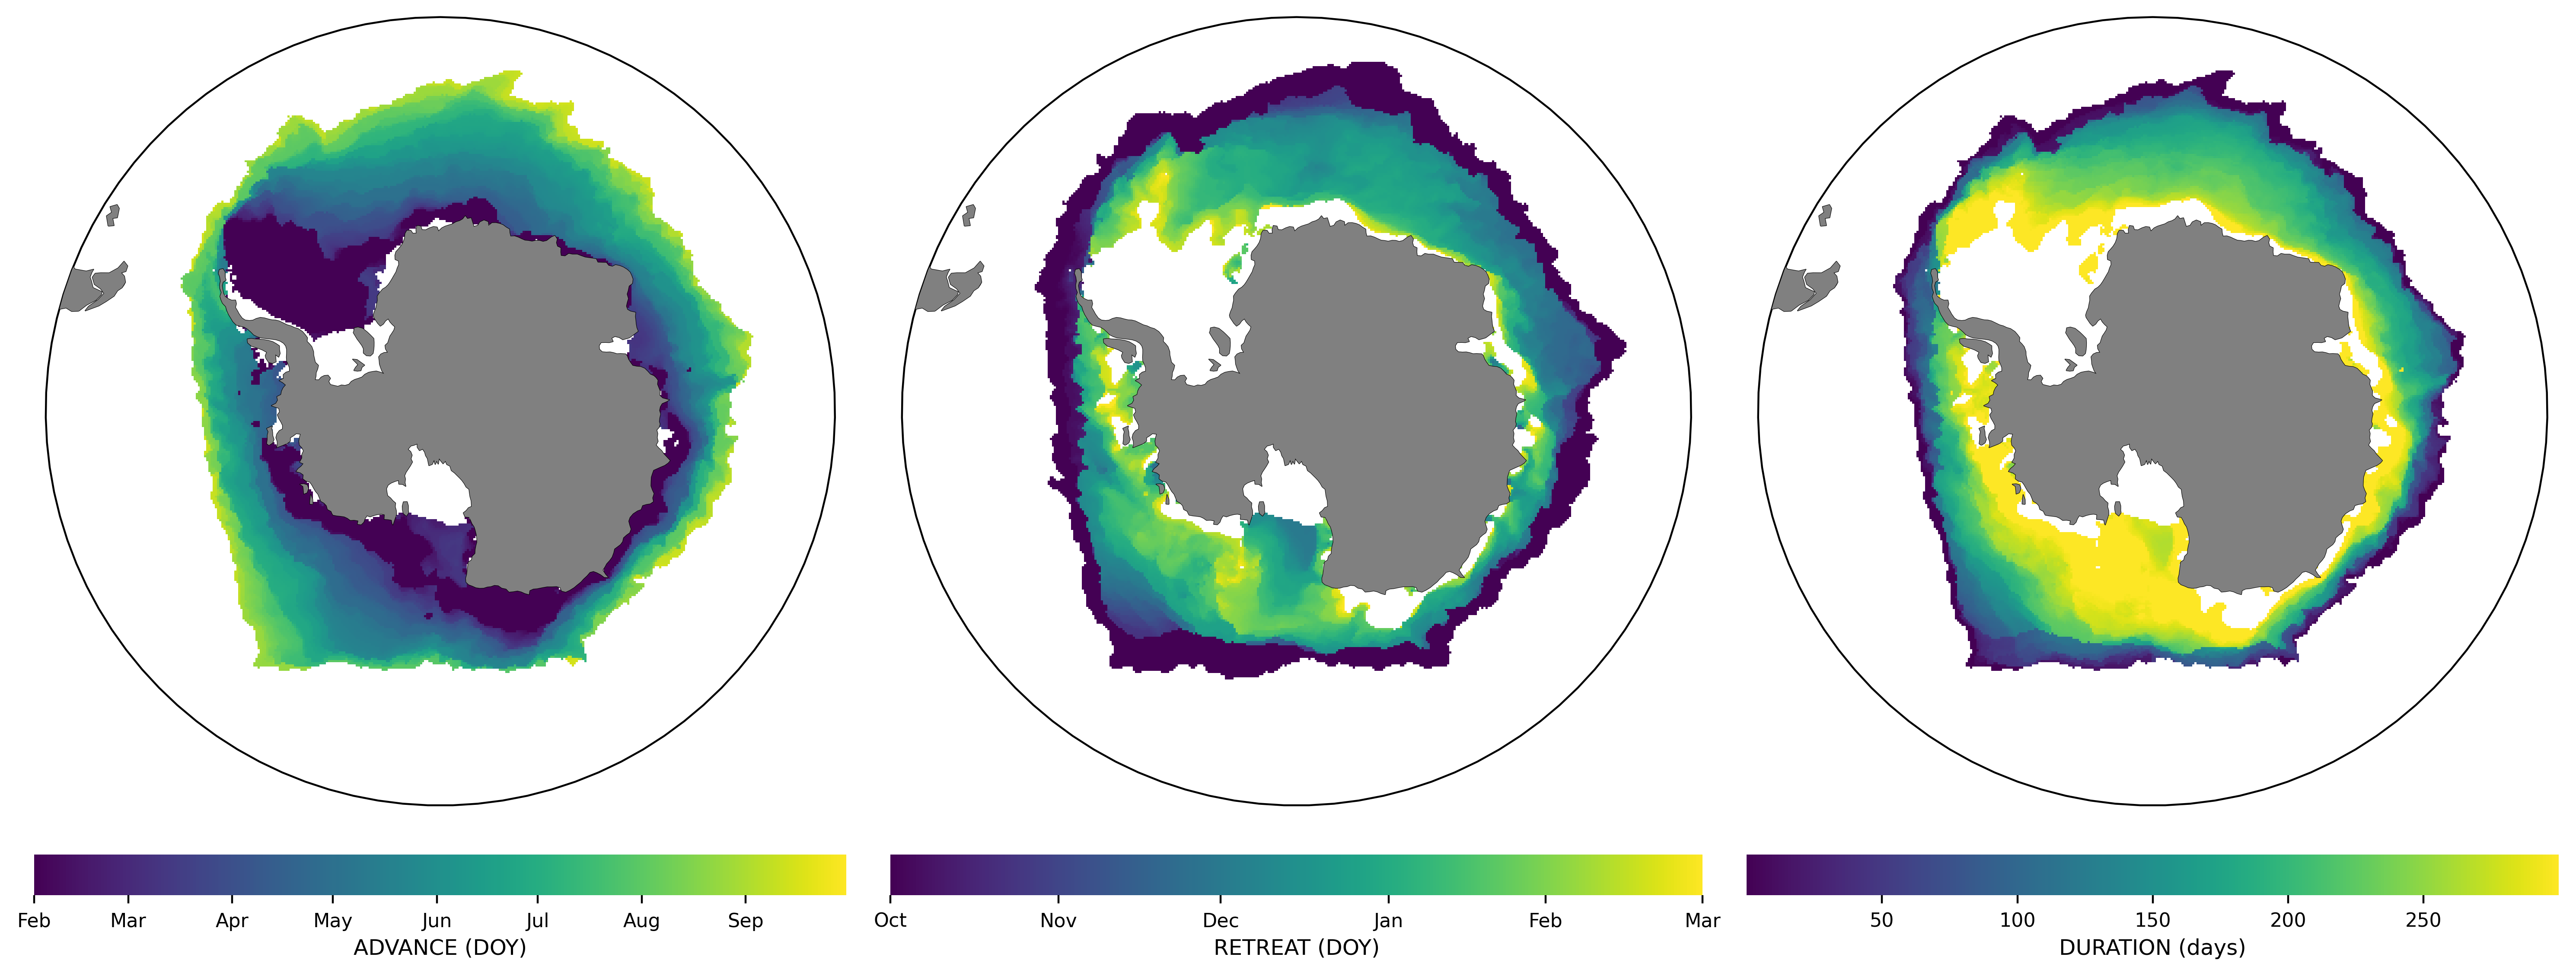 Feb Mar Apr May Jun Jul Aug Sep
ADVANCE (DOY)
Oct Nov Dec Jan Feb Mar
RETREAT (DOY)
50 100 150 200 250
DURATION (days)